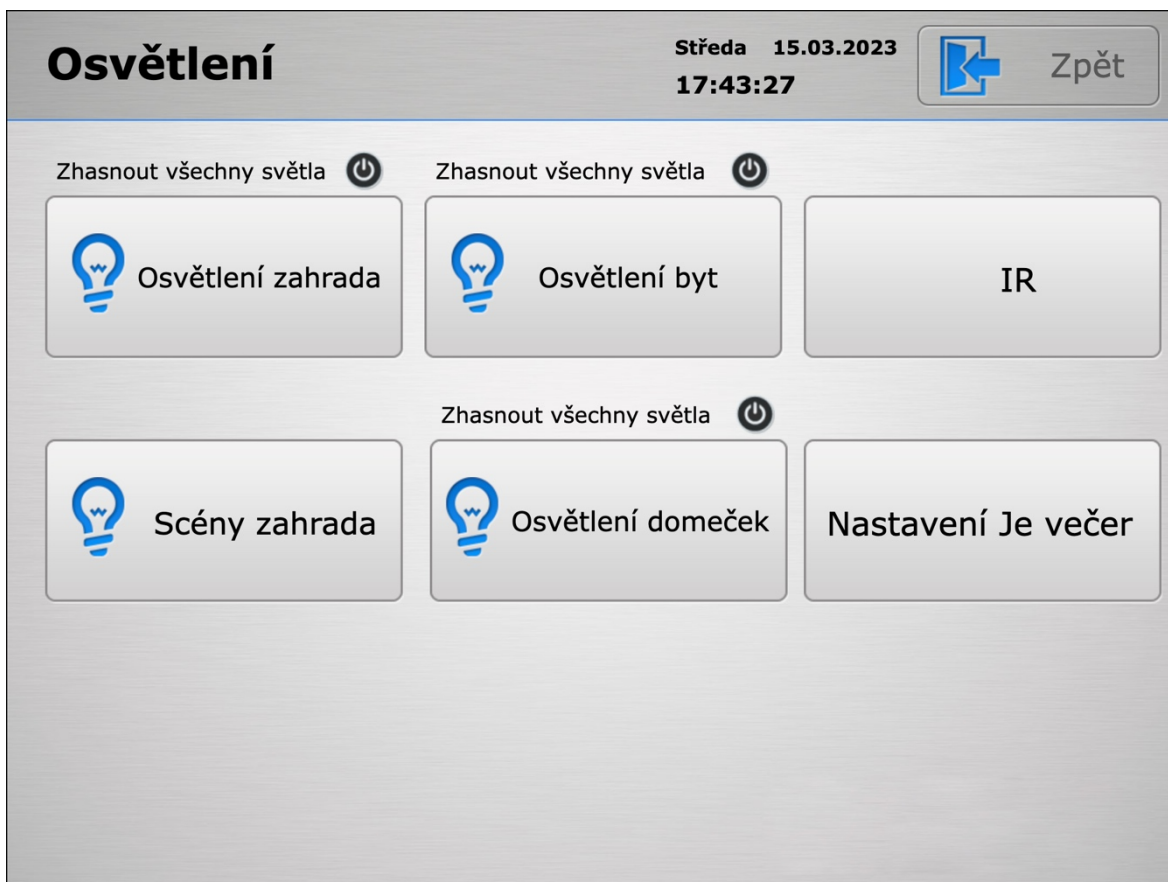 Osvětlení
Středa 15.03.2023
17:43:27
Zpět
Zhasnout všechny světla
Zhasnout všechny světla
Osvětlení zahrada
Osvětlení byt
IR
Zhasnout všechny světla
Scény zahrada
Osvětlení domeček
Nastavení Je večer